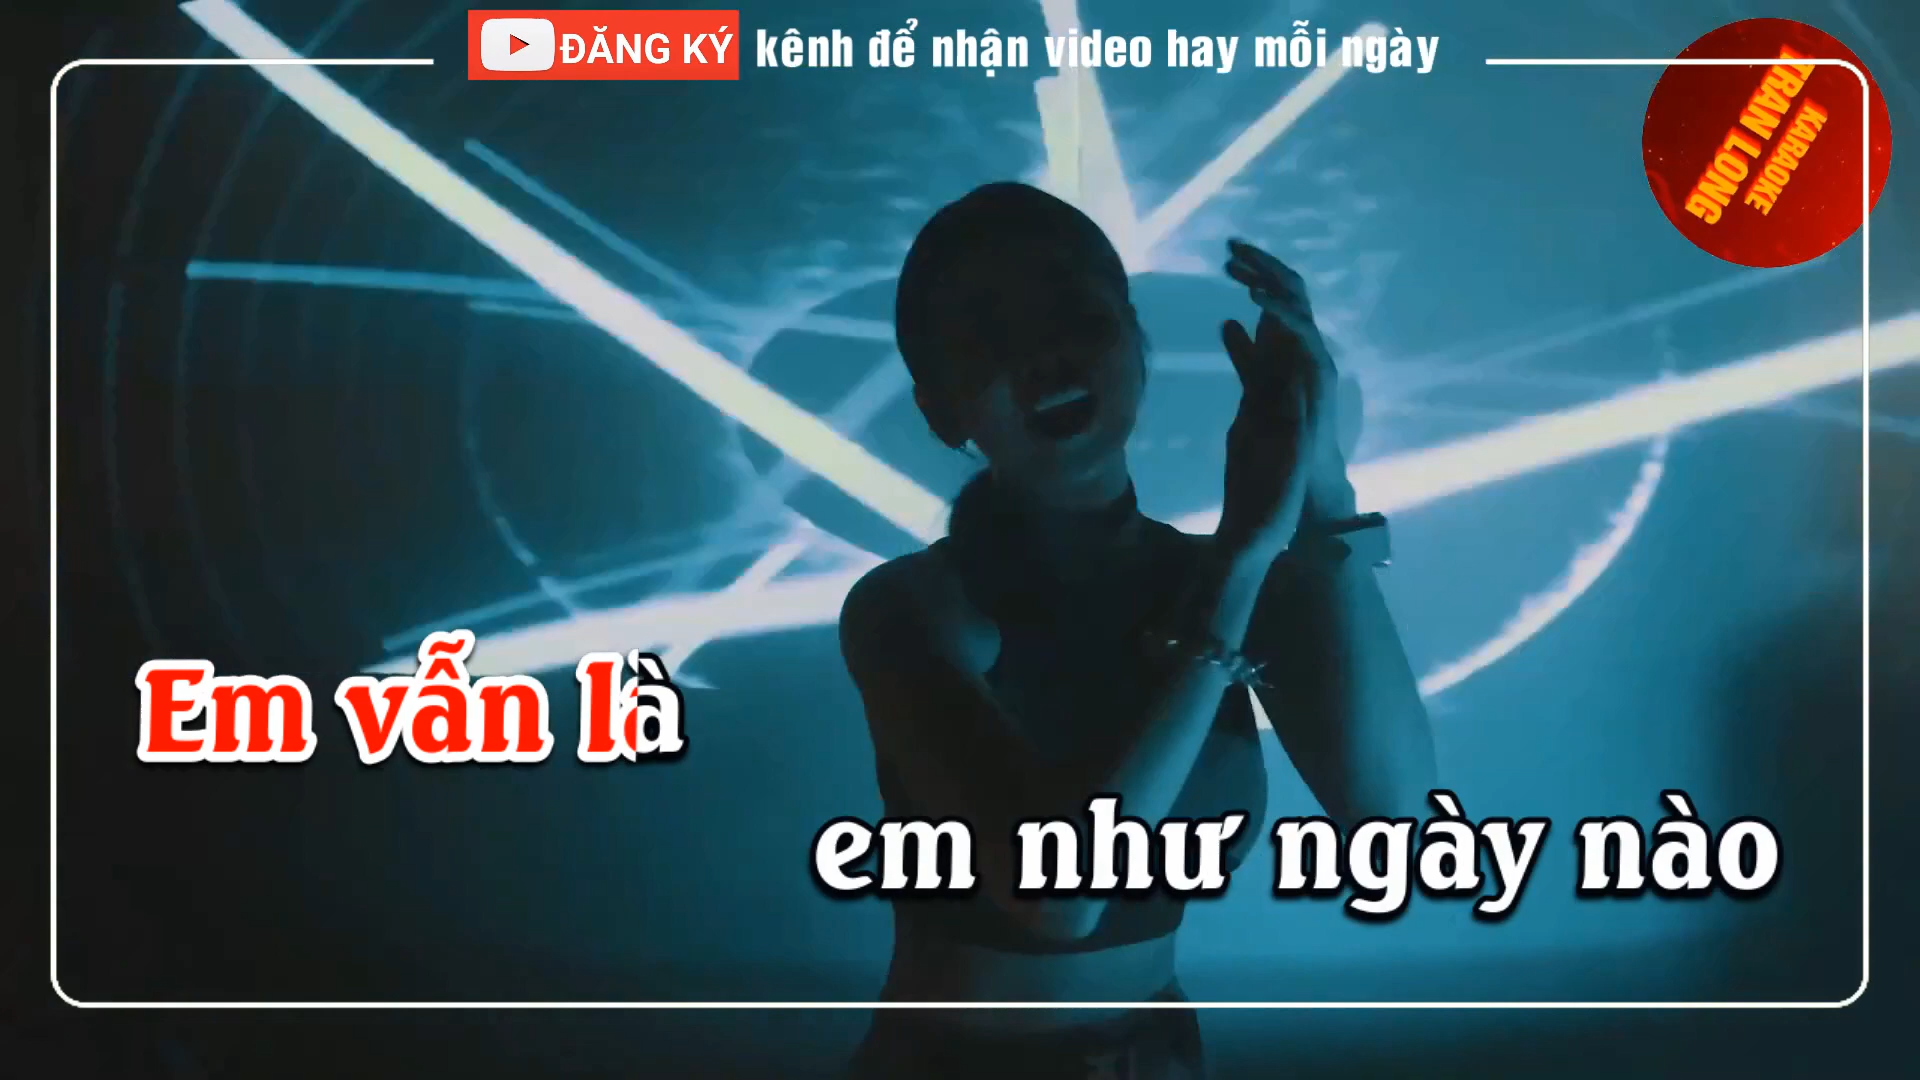 ĐĂNG KÝ kênh để nhận video hay mỗi ngày
KARAOKE
TRAN LONG
Em vẫn là
em như ngày nào